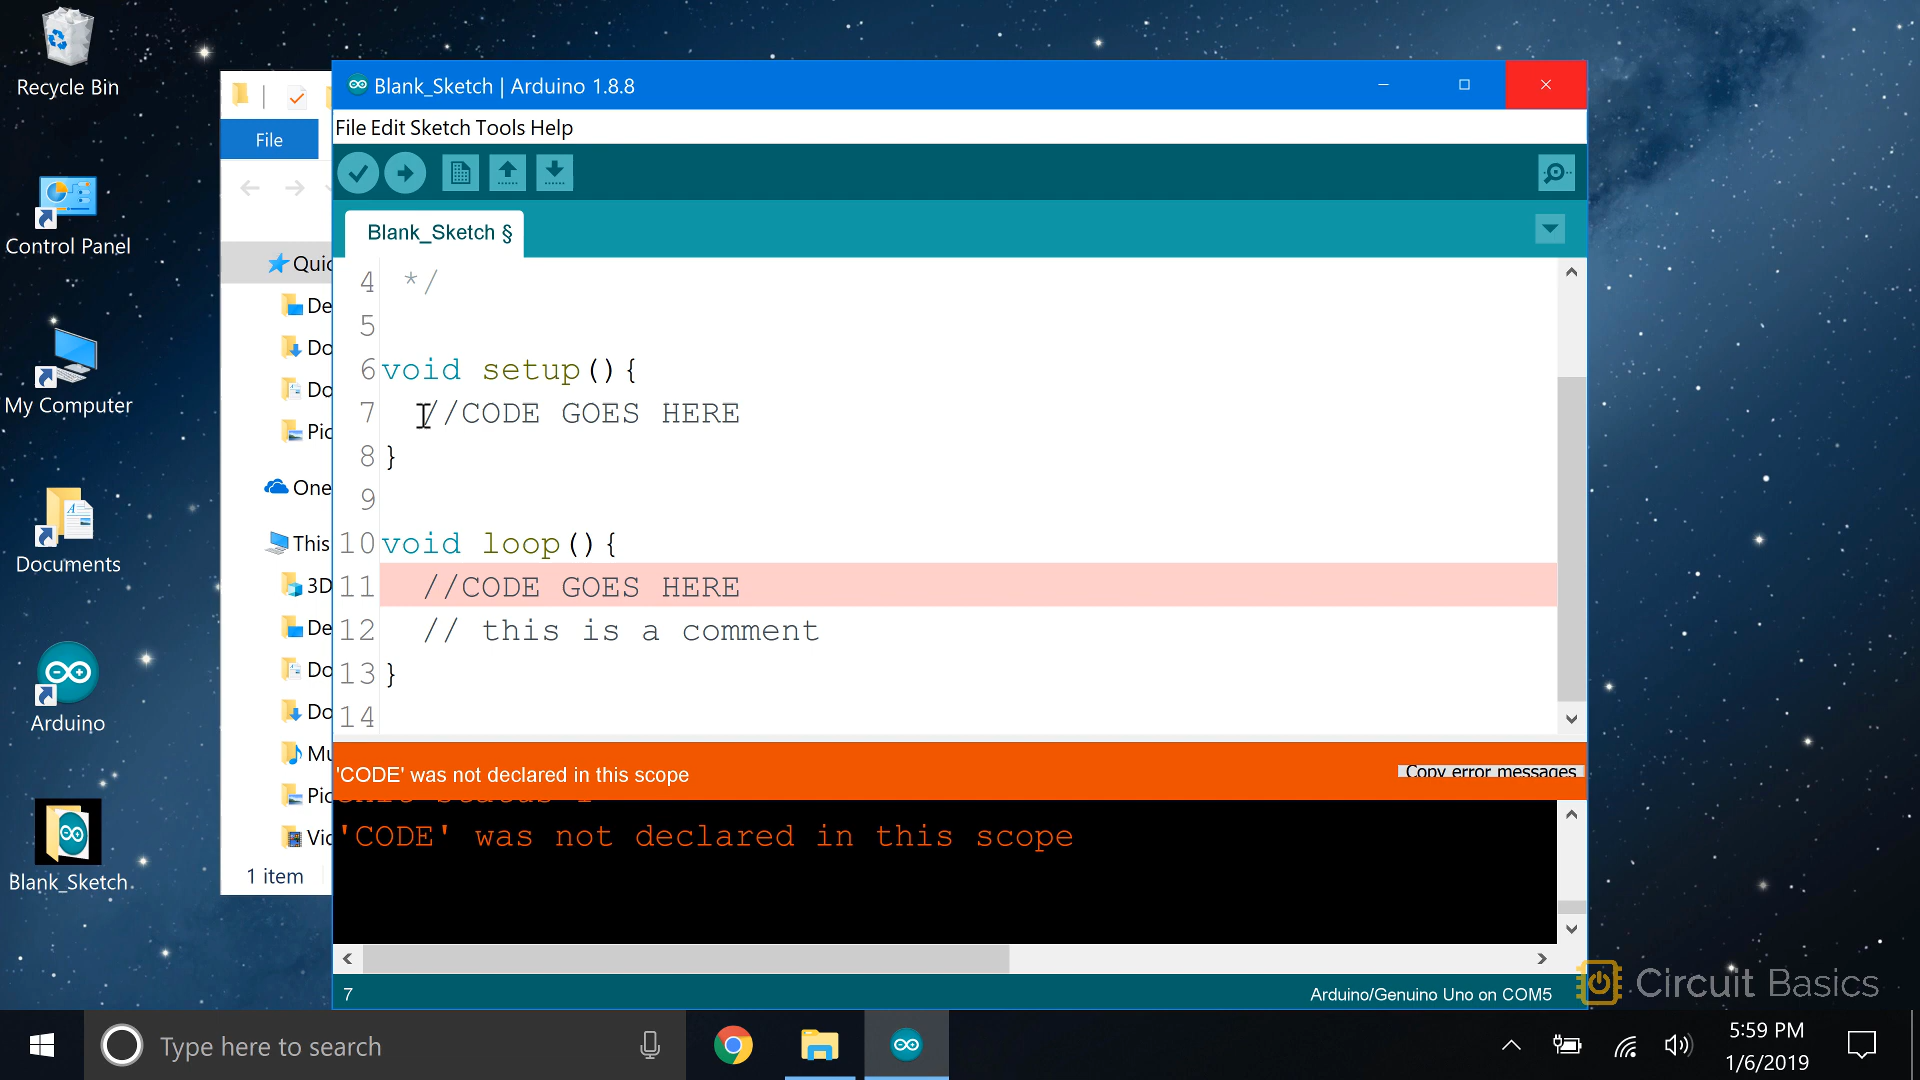 Recycle Bin
Control Panel
My Computer
Documents
Arduino
Blank_Sketch
File
Quic
De
Do
Do
Pic
One
This
3D
De
Do
Do
Mu
Pic
Vic
1 item
Blank_Sketch | Arduino 1.8.8
File Edit Sketch Tools Help
Blank_Sketch §
4 */
5
6 void setup(){
7 //CODE GOES HERE
8 }
9
10 void loop(){
11 //CODE GOES HERE
12 // this is a comment
13 }
14
'CODE' was not declared in this scope
Copy error messages
exit status 1
'CODE' was not declared in this scope
7
Arduino/Genuino Uno on COM5
Circuit Basics
Type here to search
5:59 PM
1/6/2019